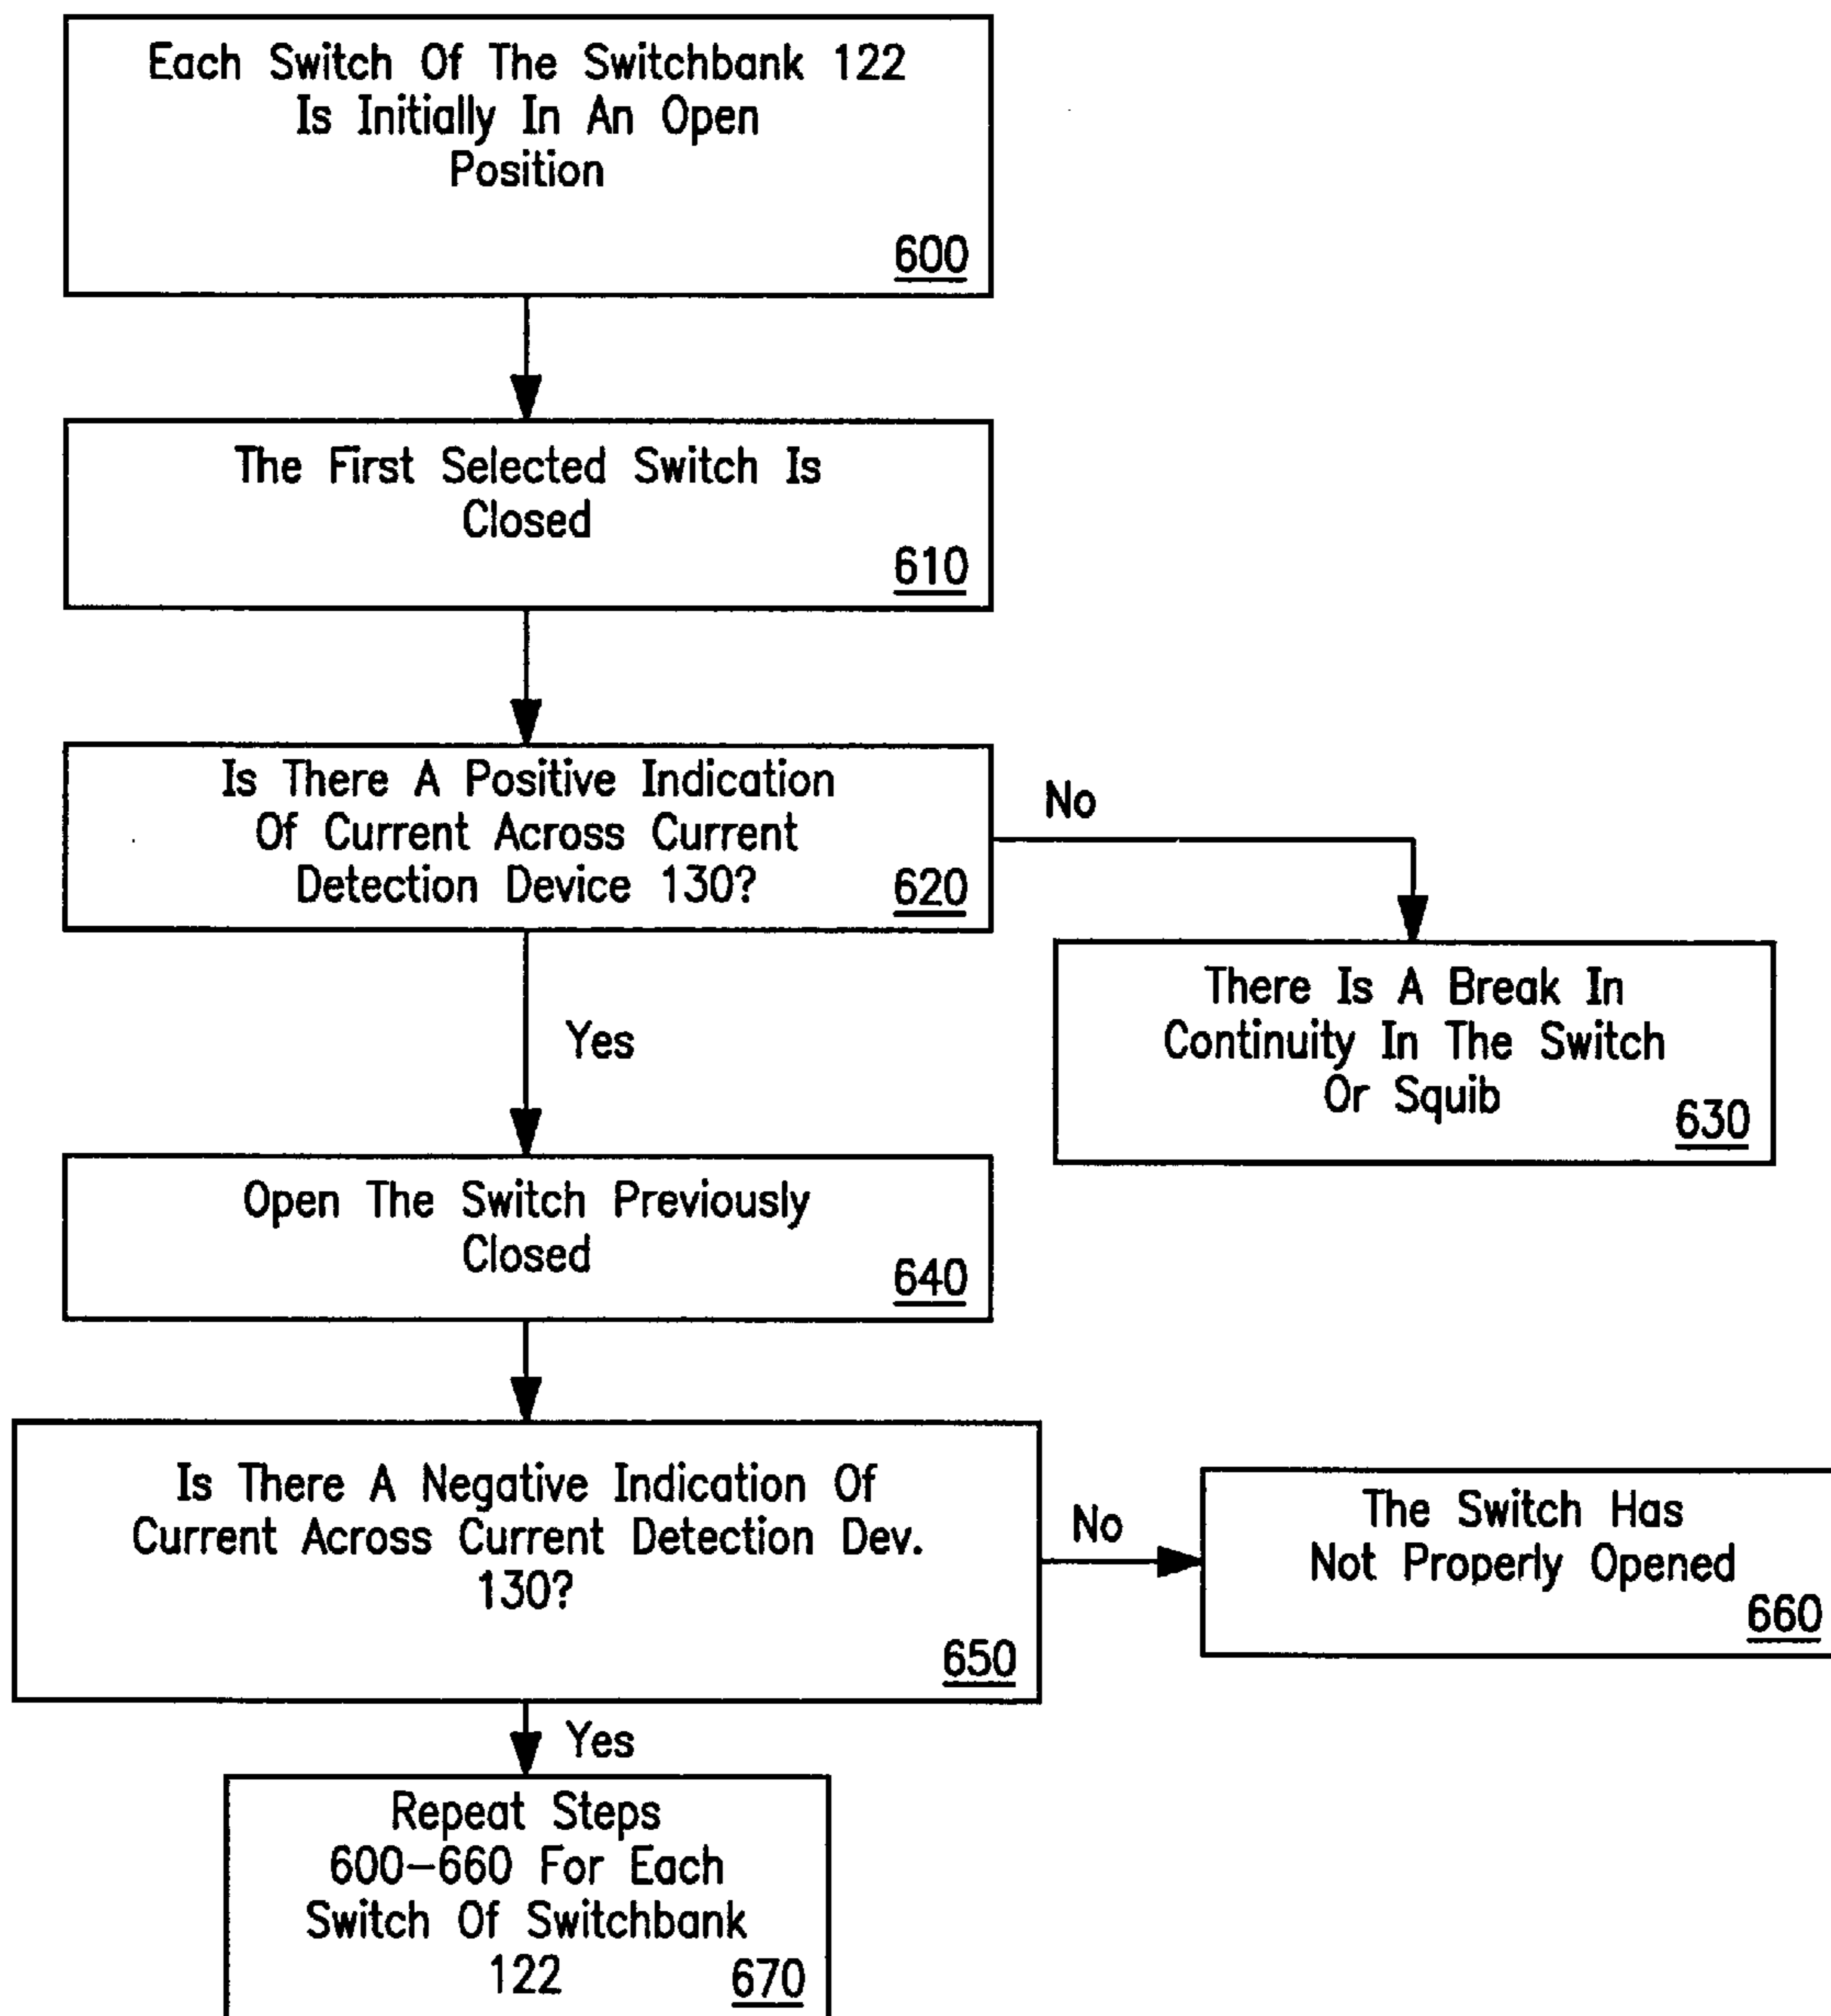 Each Switch Of The Switchbank 122
Is Initially In An Open
Position
600
The First Selected Switch Is
Closed
610
Is There A Positive Indication
Of Current Across Current
Detection Device 130?
620
No
There Is A Break In
Continuity In The Switch
Or Squib
630
Yes
Open The Switch Previously
Closed
640
Is There A Negative Indication Of
Current Across Current Detection Dev.
130?
650
No
The Switch Has
Not Properly Opened
660
Yes
Repeat Steps
600-660 For Each
Switch Of Switchbank
122
670